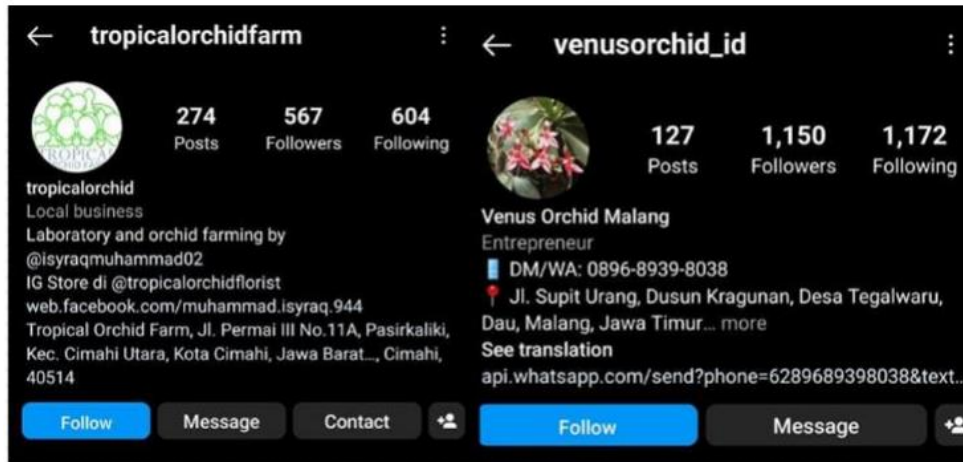 tropicalorchidfarm
274 567 604
Posts Followers Following
TROPICAL
ORCHID FARM
tropicalorchid
Local business
Laboratory and orchid farming by
@isyraqmuhammad02
IG Store di @tropicalorchidflorist
web.facebook.com/muhammad.isyraq.944
Tropical Orchid Farm, Jl. Permai III No.11A, Pasirkaliki,
Kec. Cimahi Utara, Kota Cimahi, Jawa Barat..., Cimahi,
40514
Follow Message Contact
venusorchid_id
127 1,150 1,172
Posts Followers Following
Venus Orchid Malang
Entrepreneur
DM/WA: 0896-8939-8038
Jl. Supit Urang, Dusun Kragunan, Desa Tegalwaru,
Dau, Malang, Jawa Timur... more
See translation
api.whatsapp.com/send?phone=6289689398038&text..
Follow Message